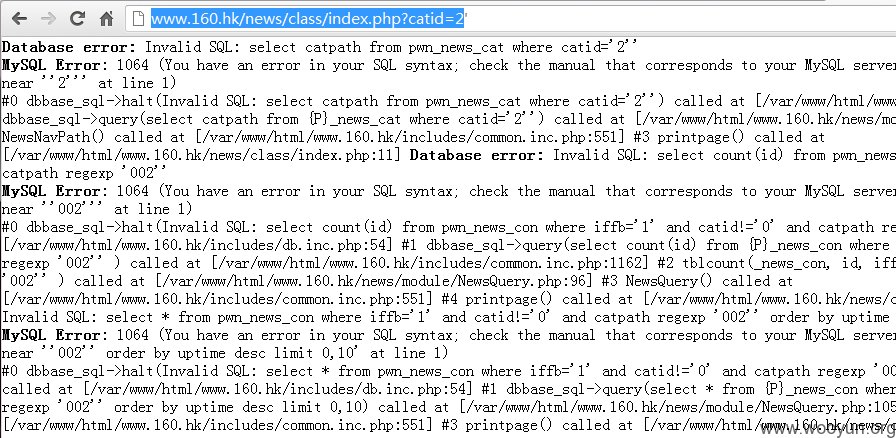 www.160.hk/news/class/index.php?catid=2'
Database error: Invalid SQL: select catpath from pwn_news_cat where catid='2''
MySQL Error: 1064 (You have an error in your SQL syntax; check the manual that corresponds to your MySQL server
near ''2''' at line 1)
#0 dbbase_sql->halt(Invalid SQL: select catpath from pwn_news_cat where catid='2'') called at [/var/www/html/www
dbbase_sql->query(select catpath from {P}_news_cat where catid='2'') called at [/var/www/html/www.160.hk/news/mo
NewsNavPath() called at [/var/www/html/www.160.hk/includes/common.inc.php:551] #3 printpage() called at
[/var/www/html/www.160.hk/news/class/index.php:11] Database error: Invalid SQL: select count(id) from pwn_news
catpath regexp '002''
MySQL Error: 1064 (You have an error in your SQL syntax; check the manual that corresponds to your MySQL server
near ''002''' at line 1)
#0 dbbase_sql->halt(Invalid SQL: select count(id) from pwn_news_con where iffb='1' and catid!='0' and catpath re
[/var/www/html/www.160.hk/includes/db.inc.php:54] #1 dbbase_sql->query(select count(id) from {P}_news_con where
regexp '002'' ) called at [/var/www/html/www.160.hk/includes/common.inc.php:1162] #2 tblcount(_news_con, id, iff
'002'' ) called at [/var/www/html/www.160.hk/news/module/NewsQuery.php:96] #3 NewsQuery() called at
[/var/www/html/www.160.hk/includes/common.inc.php:551] #4 printpage() called at [/var/www/html/www.160.hk/news/c
Invalid SQL: select * from pwn_news_con where iffb='1' and catid!='0' and catpath regexp '002'' order by uptime
MySQL Error: 1064 (You have an error in your SQL syntax; check the manual that corresponds to your MySQL server
near ''002'' order by uptime desc limit 0,10' at line 1)
#0 dbbase_sql->halt(Invalid SQL: select * from pwn_news_con where iffb='1' and catid!='0' and catpath regexp '00
called at [/var/www/html/www.160.hk/includes/db.inc.php:54] #1 dbbase_sql->query(select * from {P}_news_con wher
regexp '002'' order by uptime desc limit 0,10) called at [/var/www/html/www.160.hk/news/module/NewsQuery.php:105
[/var/www/html/www.160.hk/includes/common.inc.php:551] #3 printpage() called at [/var/www/html/www.160.hk/news/
www.wooyun.org